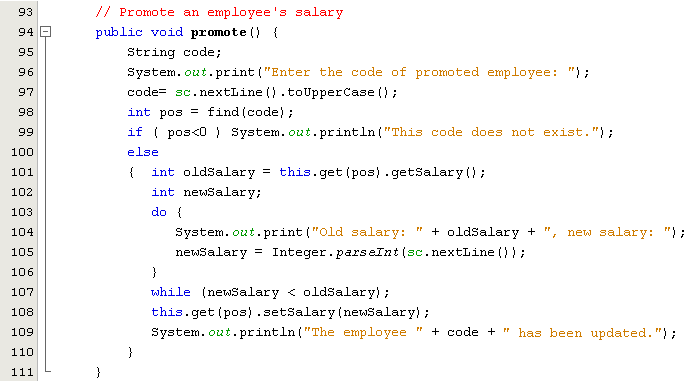 93 // Promote an employee's salary
94 public void promote() {
95 String code;
96 System.out.print("Enter the code of promoted employee: ");
97 code= sc.nextLine().toUpperCase();
98 int pos = find(code);
99 if ( pos<0 ) System.out.println("This code does not exist.");
100 else
101 { int oldSalary = this.get(pos).getSalary();
102 int newSalary;
103 do {
104 System.out.print("Old salary: " + oldSalary + ", new salary: ");
105 newSalary = Integer.parseInt(sc.nextLine());
106 }
107 while (newSalary < oldSalary);
108 this.get(pos).setSalary(newSalary);
109 System.out.println("The employee " + code + " has been updated.");
110 }
111 }